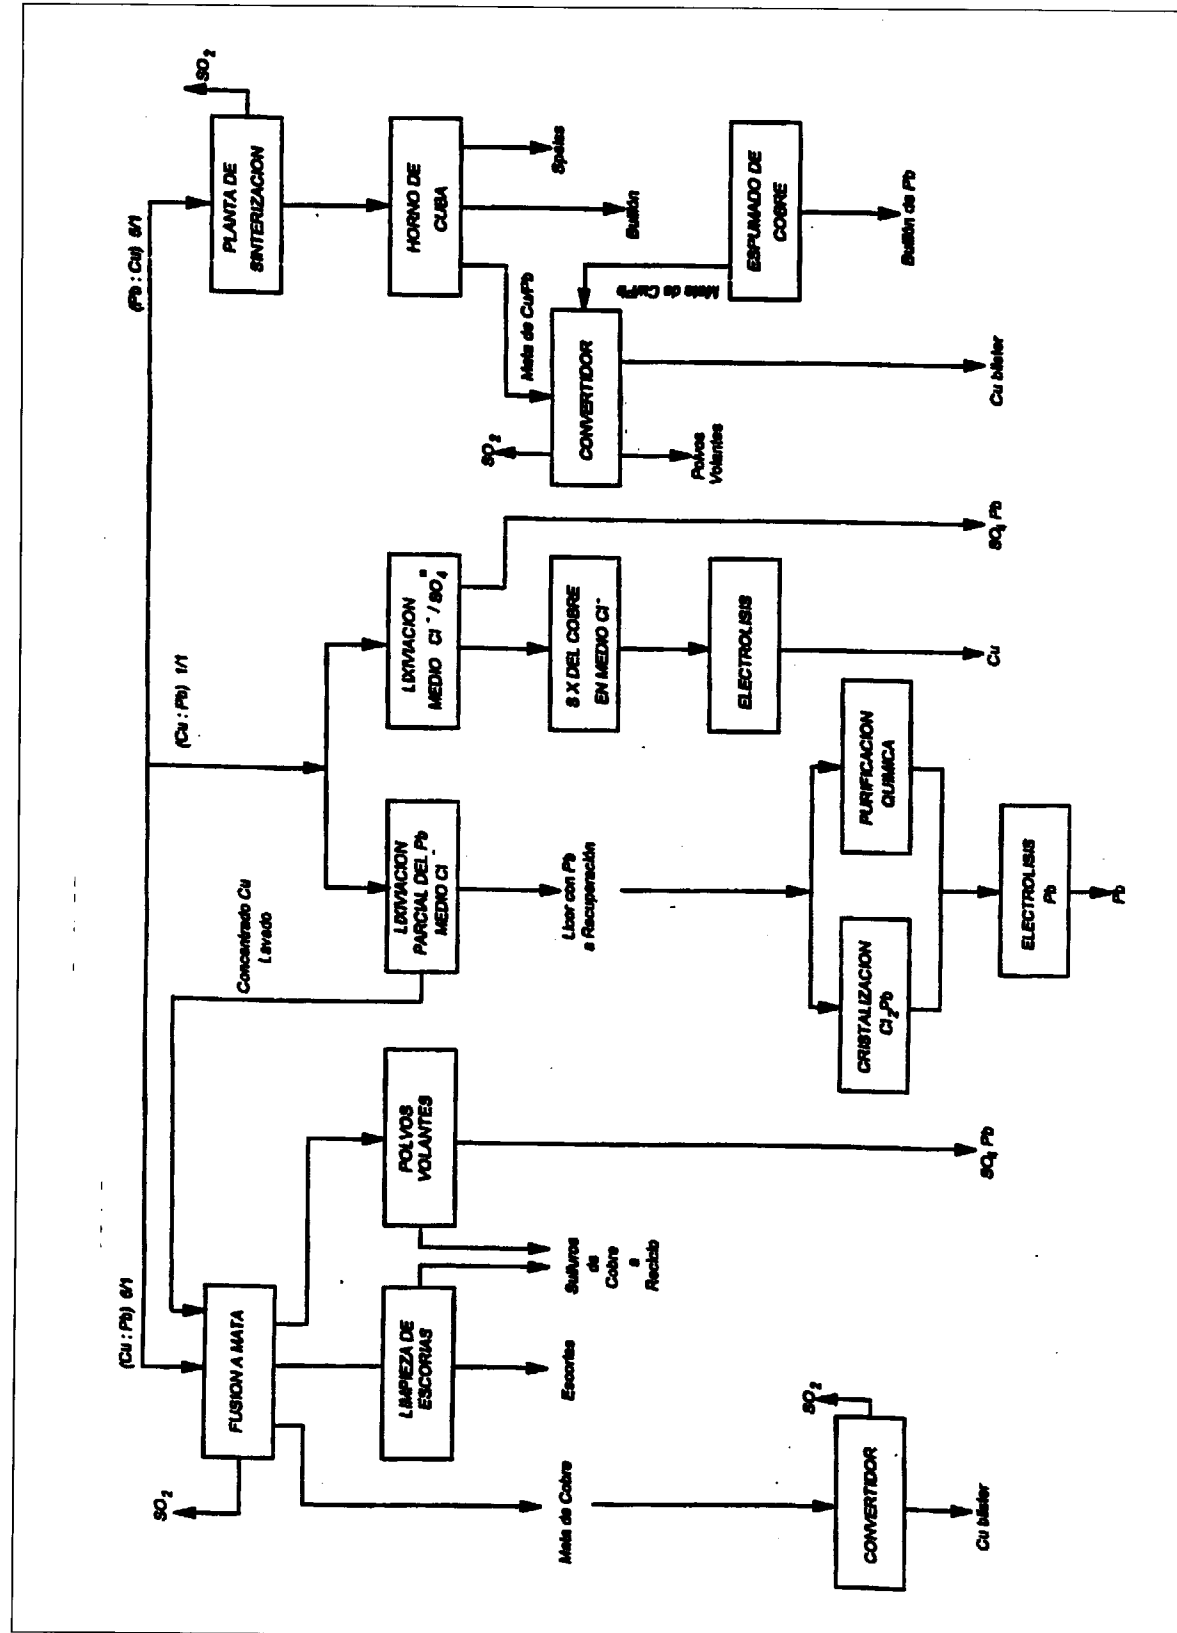 (Cu : Pb) 6/1
(Cu : Pb) 1/1
(Pb : Cu) 5/1
SO2
FUSION A MATA
Concentrado Cu
Lavado
PLANTA DE
SINTERIZACION
SO2
LIMPIEZA DE
ESCORIAS
POLVOS
VOLANTES
LIXIVIACION
PARCIAL DEL Pb
MEDIO Cl⁻
LIXIVIACION
MEDIO Cl⁻ / SO4"
HORNO DE
CUBA
Mata de Cobre
Escorias
Sulfuros
de
Cobre
a
Reciclo
Licor con Pb
a Recuperación
S X DEL COBRE
EN MEDIO Cl⁻
SO2
Mata de Cu/Pb
CONVERTIDOR
Bullión
Speiss
Mata de Cu/Pb
Polvos
Volantes
ELECTROLISIS
ESPUMADO DE
COBRE
SO2
CONVERTIDOR
CRISTALIZACION
Cl2Pb
PURIFICACION
QUIMICA
Bullión de Pb
Cu blister
SO4 Pb
Cu
SO4 Pb
Cu blister
ELECTROLISIS
Pb
Pb